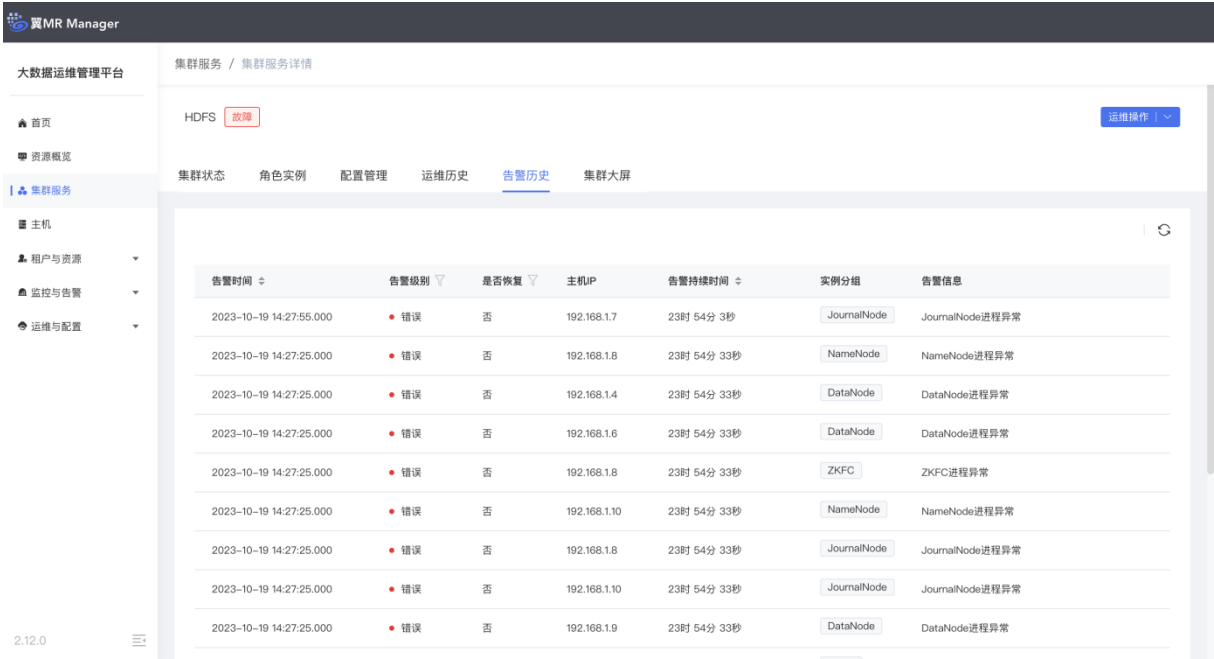 翼MR Manager
大数据运维管理平台
首页
资源概览
集群服务
主机
租户与资源
监控与告警
运维与配置
2.12.0
集群服务 / 集群服务详情
HDFS 故障
运维操作
集群状态 角色实例 配置管理 运维历史 告警历史 集群大屏
告警时间 告警级别 是否恢复 主机IP 告警持续时间 实例分组 告警信息
2023-10-19 14:27:55.000 错误 否 192.168.1.7 23时 54分 3秒 JournalNode JournalNode进程异常
2023-10-19 14:27:25.000 错误 否 192.168.1.8 23时 54分 33秒 NameNode NameNode进程异常
2023-10-19 14:27:25.000 错误 否 192.168.1.4 23时 54分 33秒 DataNode DataNode进程异常
2023-10-19 14:27:25.000 错误 否 192.168.1.6 23时 54分 33秒 DataNode DataNode进程异常
2023-10-19 14:27:25.000 错误 否 192.168.1.8 23时 54分 33秒 ZKFC ZKFC进程异常
2023-10-19 14:27:25.000 错误 否 192.168.1.10 23时 54分 33秒 NameNode NameNode进程异常
2023-10-19 14:27:25.000 错误 否 192.168.1.8 23时 54分 33秒 JournalNode JournalNode进程异常
2023-10-19 14:27:25.000 错误 否 192.168.1.10 23时 54分 33秒 JournalNode JournalNode进程异常
2023-10-19 14:27:25.000 错误 否 192.168.1.9 23时 54分 33秒 DataNode DataNode进程异常